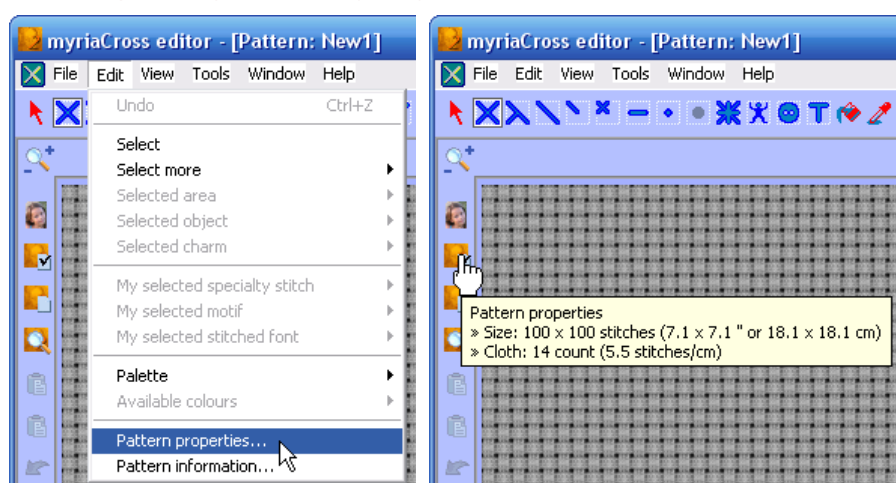 myriaCross editor - [Pattern: New1]
File Edit View Tools Window Help
Undo Ctrl+Z
Select
Select more
Selected area
Selected object
Selected charm
My selected specialty stitch
My selected motif
My selected stitched font
Palette
Available colours
Pattern properties...
Pattern information...
myriaCross editor - [Pattern: New1]
File Edit View Tools Window Help
Pattern properties
» Size: 100 x 100 stitches (7.1 x 7.1 " or 18.1 x 18.1 cm)
» Cloth: 14 count (5.5 stitches/cm)